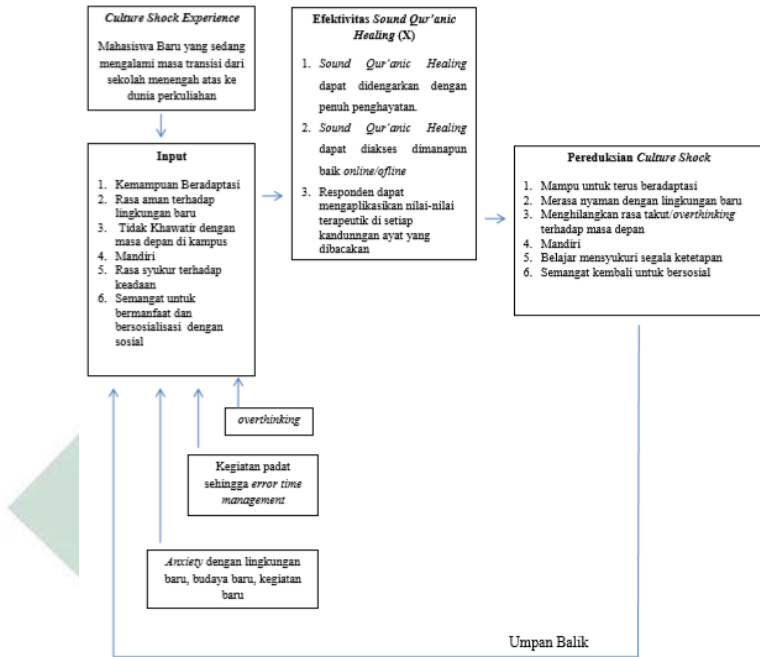 Culture Shock Experience
Mahasiswa Baru yang sedang
mengalami masa transisi dari
sekolah menengah atas ke
dunia perkuliahan
Efektivitas Sound Qur'anic
Healing (X)
1. Sound Qur'anic Healing
dapat didengarkan dengan
penuh penghayatan.
2. Sound Qur'anic Healing
dapat diakses dimanapun
baik online/ofline
3. Responden dapat
mengaplikasikan nilai-nilai
terapeutik di setiap
kandunngan ayat yang
dibacakan
Input
1. Kemampuan Beradaptasi
2. Rasa aman terhadap
lingkungan baru
3. Tidak Khawatir dengan
masa depan di kampus
4. Mandiri
5. Rasa syukur terhadap
keadaan
6. Semangat untuk
bermanfaat dan
bersosialisasi dengan
sosial
Pereduksian Culture Shock
1. Mampu untuk terus beradaptasi
2. Merasa nyaman dengan lingkungan baru
3. Menghilangkan rasa takut/overthinking
terhadap masa depan
4. Mandiri
5. Belajar mensyukuri segala ketetapan
6. Semangat kembali untuk bersosial
overthinking
Kegiatan padat
sehingga error time
management
Anxiety dengan lingkungan
baru, budaya baru, kegiatan
baru
Umpan Balik